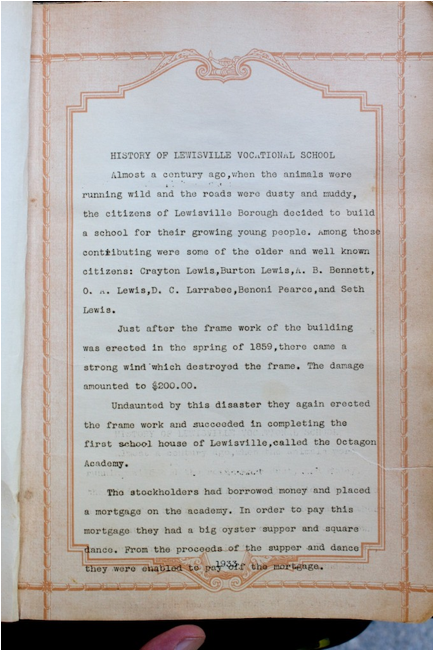 HISTORY OF LEWISVILLE VOCATIONAL SCHOOL
Almost a century ago,when the animals were
running wild and the roads were dusty and muddy,
the citizens of Lewisville Borough decided to build
a school for their growing young people. Among those
contributing were some of the older and well known
citizens: Crayton Lewis,Burton Lewis,A. B. Bennett,
O. A. Lewis,D. C. Larrabee,Benoni Pearce,and Seth
Lewis.
Just after the frame work of the building
was erected in the spring of 1859,there came a
strong wind which destroyed the frame. The damage
amounted to $200.00.
Undaunted by this disaster they again erected
the frame work and succeeded in completing the
first school house of Lewisville,called the Octagon
Academy.
The stockholders had borrowed money and placed
a mortgage on the academy. In order to pay this
mortgage they had a big oyster supper and square
dance. From the proceeds of the supper and dance
they were enabled to pay off the mortgage.
1933